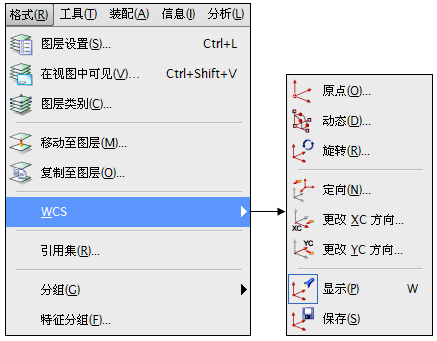 格式(R) 工具(T) 装配(A) 信息(I) 分析(L)
图层设置(S)... Ctrl+L
在视图中可见(V)... Ctrl+Shift+V
图层类别(C)...
移动至图层(M)...
复制至图层(O)...
WCS
引用集(R)...
分组(G)
特征分组(F)...
原点(O)...
动态(D)...
旋转(R)...
定向(N)...
更改 XC 方向...
更改 YC 方向...
显示(P) W
保存(S)
XC
YC